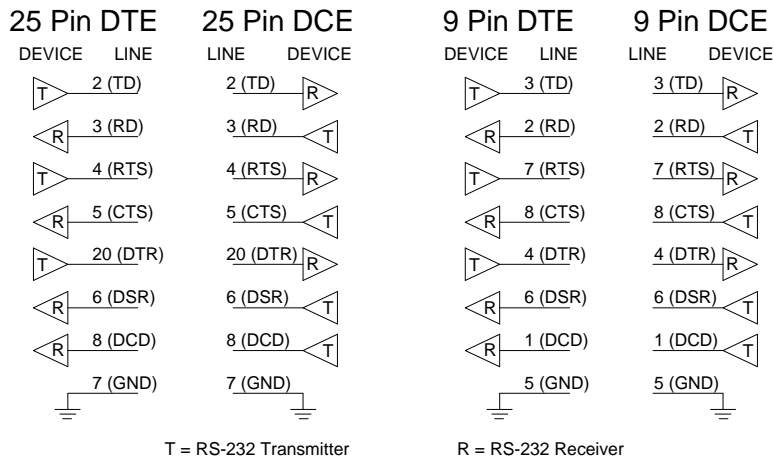 25 Pin DTE 25 Pin DCE 9 Pin DTE 9 Pin DCE
DEVICE LINE LINE DEVICE DEVICE LINE LINE DEVICE
T 2 (TD) 2 (TD) R T 3 (TD) 3 (TD) R
R 3 (RD) 3 (RD) T R 2 (RD) 2 (RD) T
T 4 (RTS) 4 (RTS) R T 7 (RTS) 7 (RTS) R
R 5 (CTS) 5 (CTS) T R 8 (CTS) 8 (CTS) T
T 20 (DTR) 20 (DTR) R T 4 (DTR) 4 (DTR) R
R 6 (DSR) 6 (DSR) T R 6 (DSR) 6 (DSR) T
R 8 (DCD) 8 (DCD) T R 1 (DCD) 1 (DCD) T
7 (GND) 7 (GND) 5 (GND) 5 (GND)
T = RS-232 Transmitter R = RS-232 Receiver